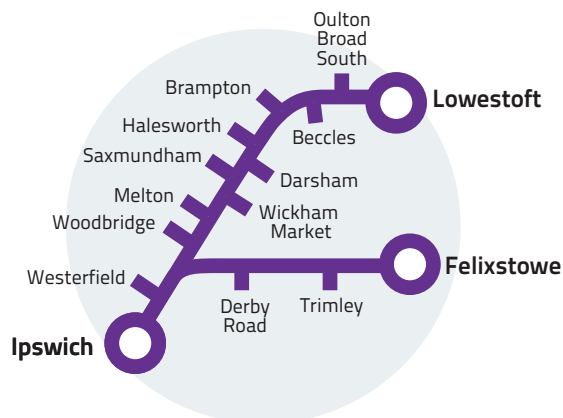 Oulton
Broad
South
Brampton
Lowestoft
Halesworth
Beccles
Saxmundham
Darsham
Melton
Wickham
Market
Woodbridge
Westerfield
Felixstowe
Derby
Road
Trimley
Ipswich